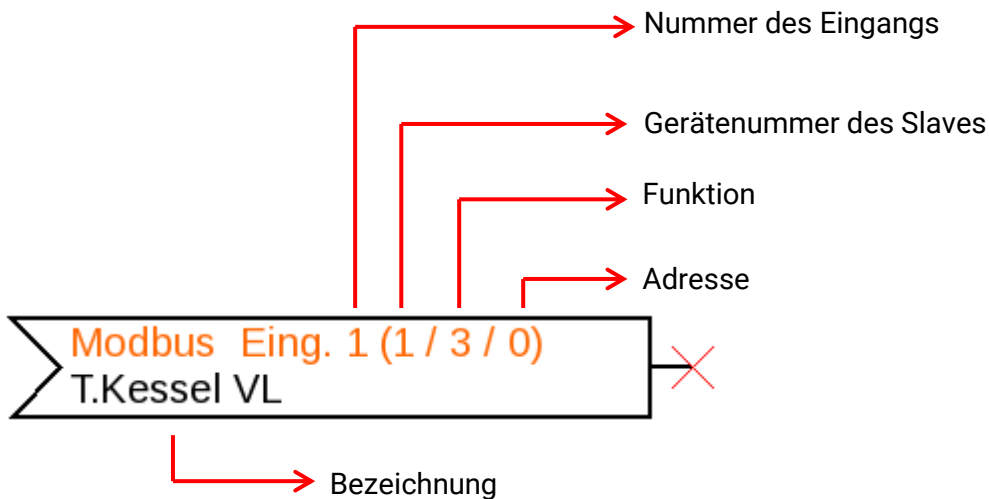 Nummer des Eingangs
Gerätenummer des Slaves
Funktion
Adresse
Modbus Eing. 1 (1 / 3 / 0)
T.Kessel VL
Bezeichnung